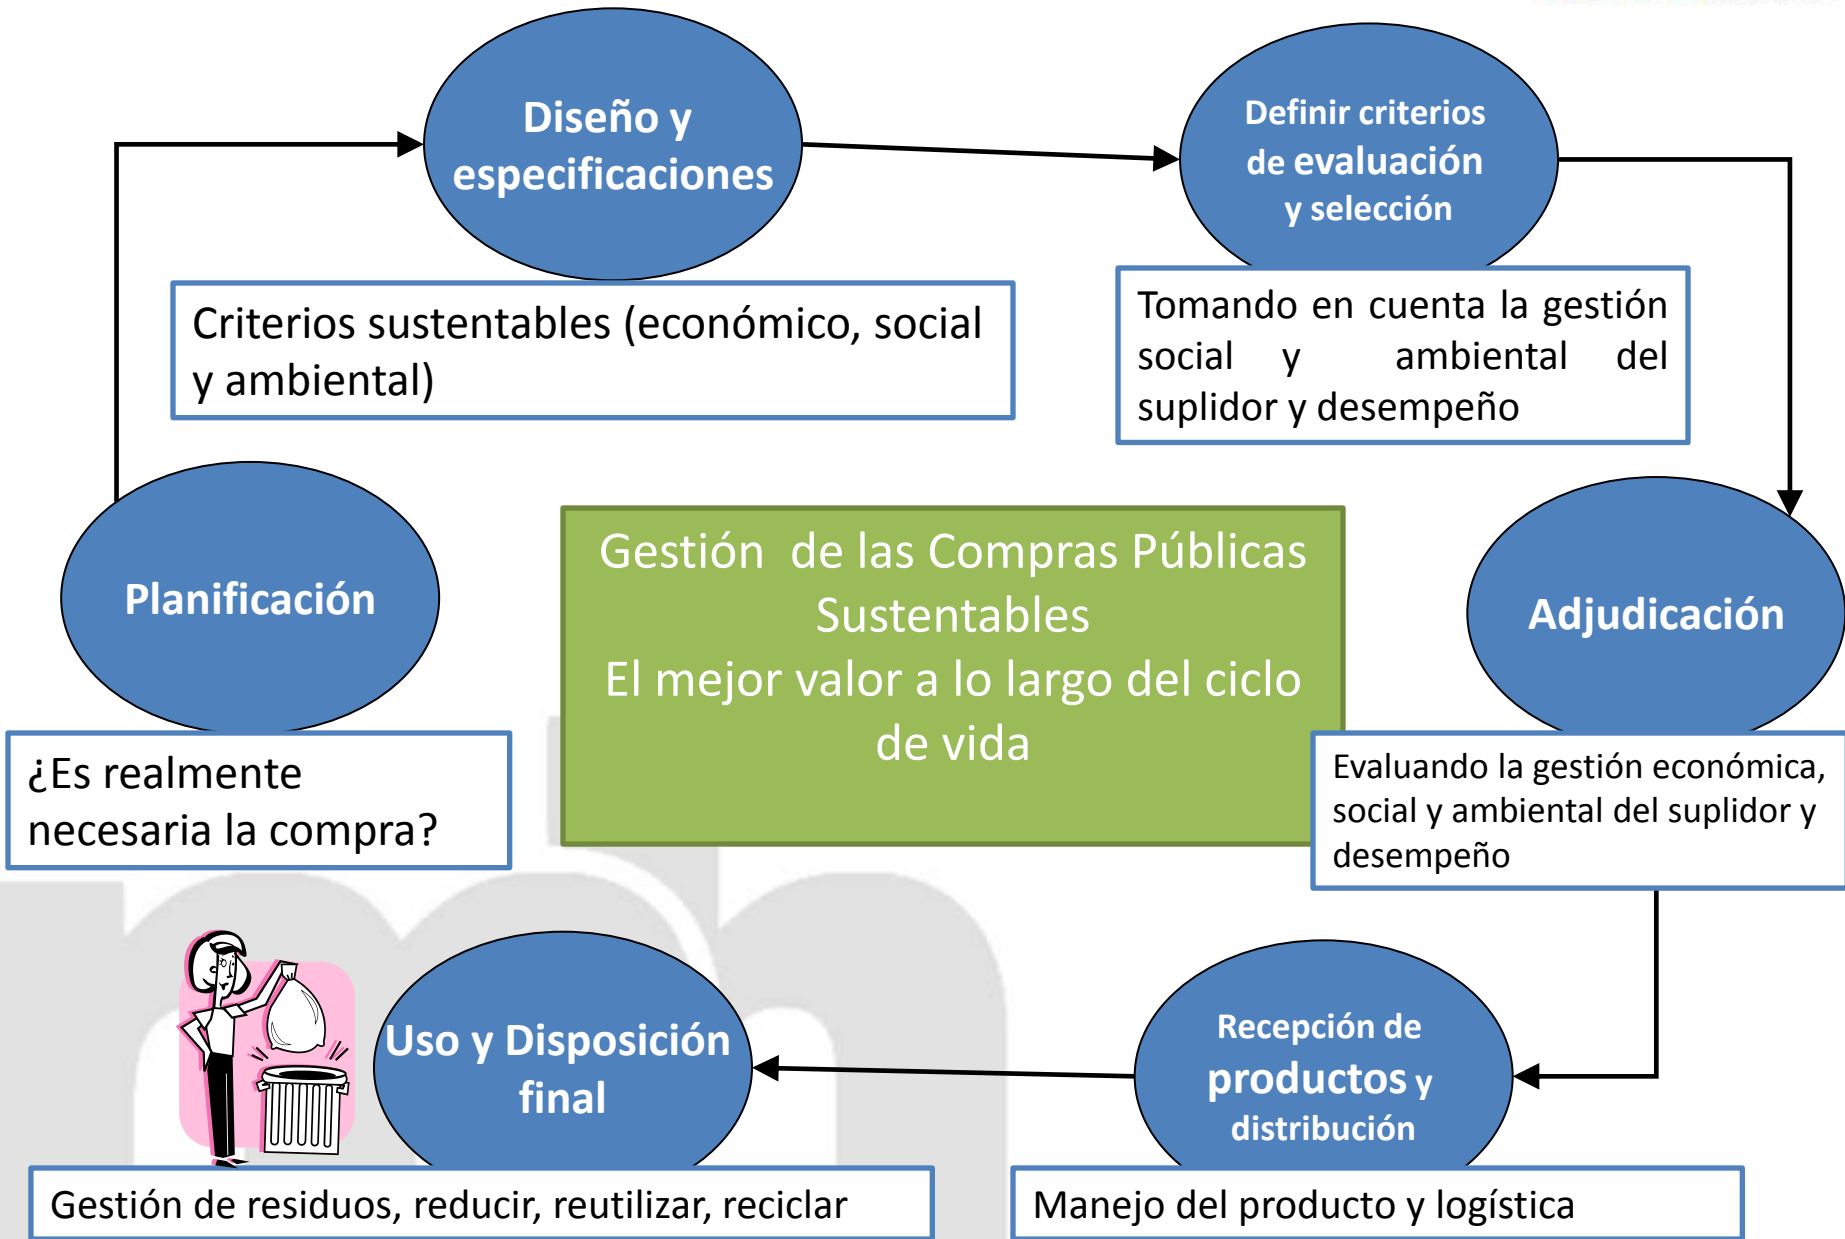 Diseño y
especificaciones
Criterios sustentables (económico, social
y ambiental)
Definir criterios
de evaluación
y selección
Tomando en cuenta la gestión
social y ambiental del
suplidor y desempeño
Planificación
¿Es realmente
necesaria la compra?
Gestión de las Compras Públicas
Sustentables
El mejor valor a lo largo del ciclo
de vida
Adjudicación
Evaluando la gestión económica,
social y ambiental del suplidor y
desempeño
Uso y Disposición
final
Gestión de residuos, reducir, reutilizar, reciclar
Recepción de
productos y
distribución
Manejo del producto y logística